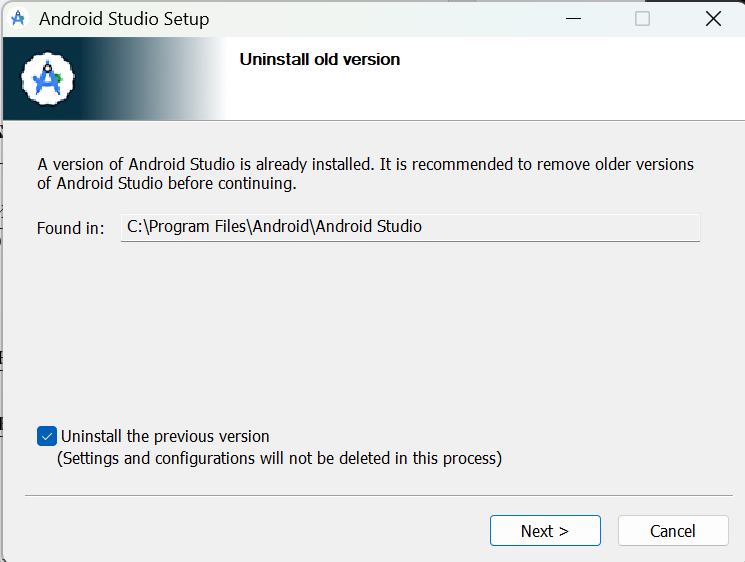 Android Studio Setup
Uninstall old version
A version of Android Studio is already installed. It is recommended to remove older versions
of Android Studio before continuing.
Found in: C:\Program Files\Android\Android Studio
Uninstall the previous version
(Settings and configurations will not be deleted in this process)
Next > Cancel